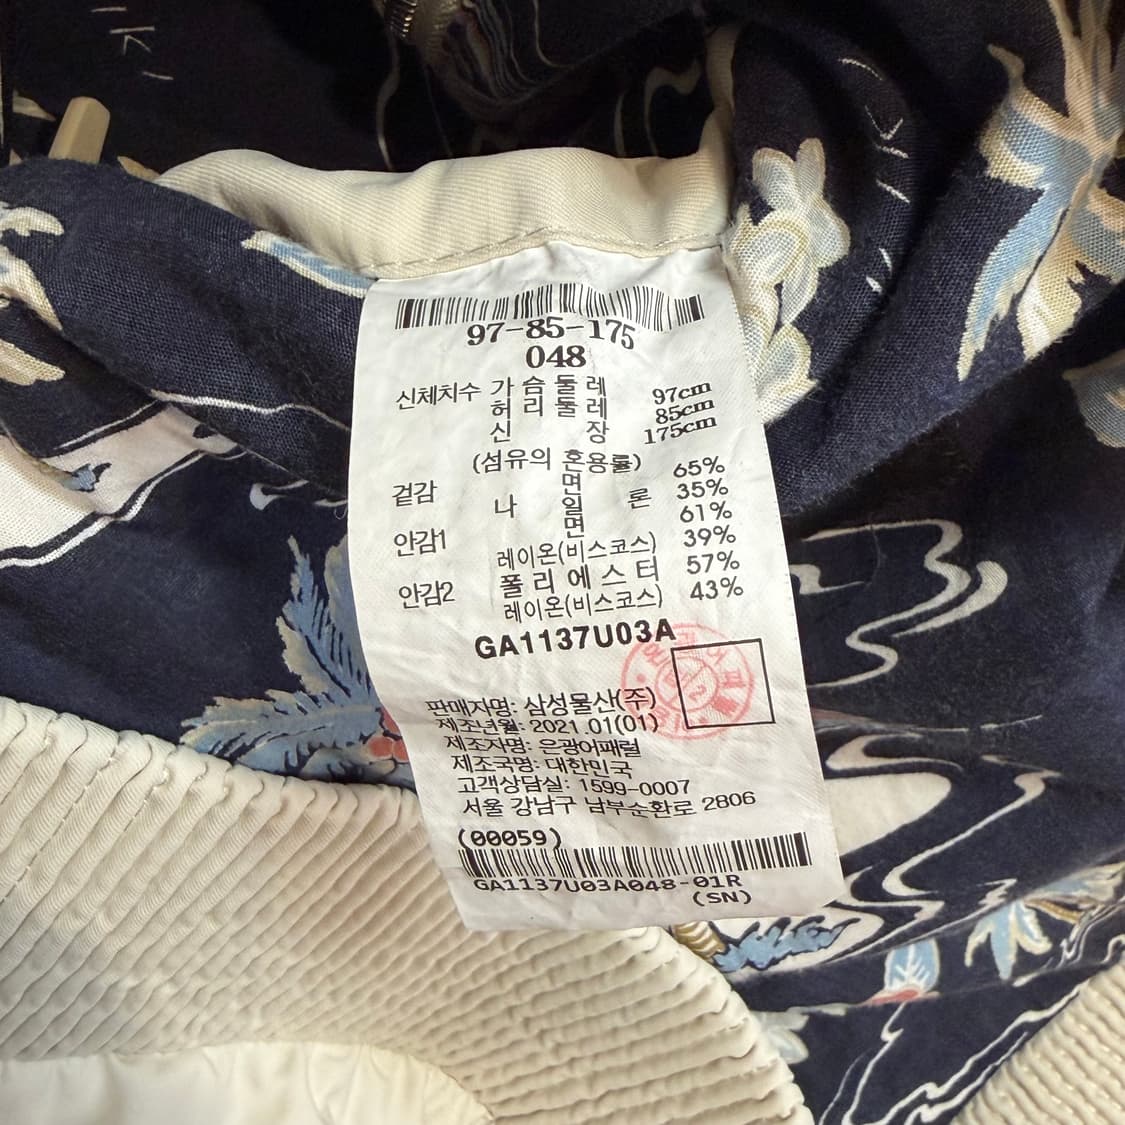 97-85-175
048
신체치수 가슴둘레 97cm
허리둘레 85cm
신장 175cm
(섬유의 혼용률)
겉감 면 65%
나일론 35%
안감1 면 61%
레이온(비스코스) 39%
안감2 폴리에스터 57%
레이온(비스코스) 43%
GA1137U03A
판매자명: 삼성물산(주)
제조년월: 2021.01(01)
제조자명: 은광어패럴
제조국명: 대한민국
고객상담실: 1599-0007
서울 강남구 남부순환로 2806
(00059)
GA1137U03A048-01R
(SN)